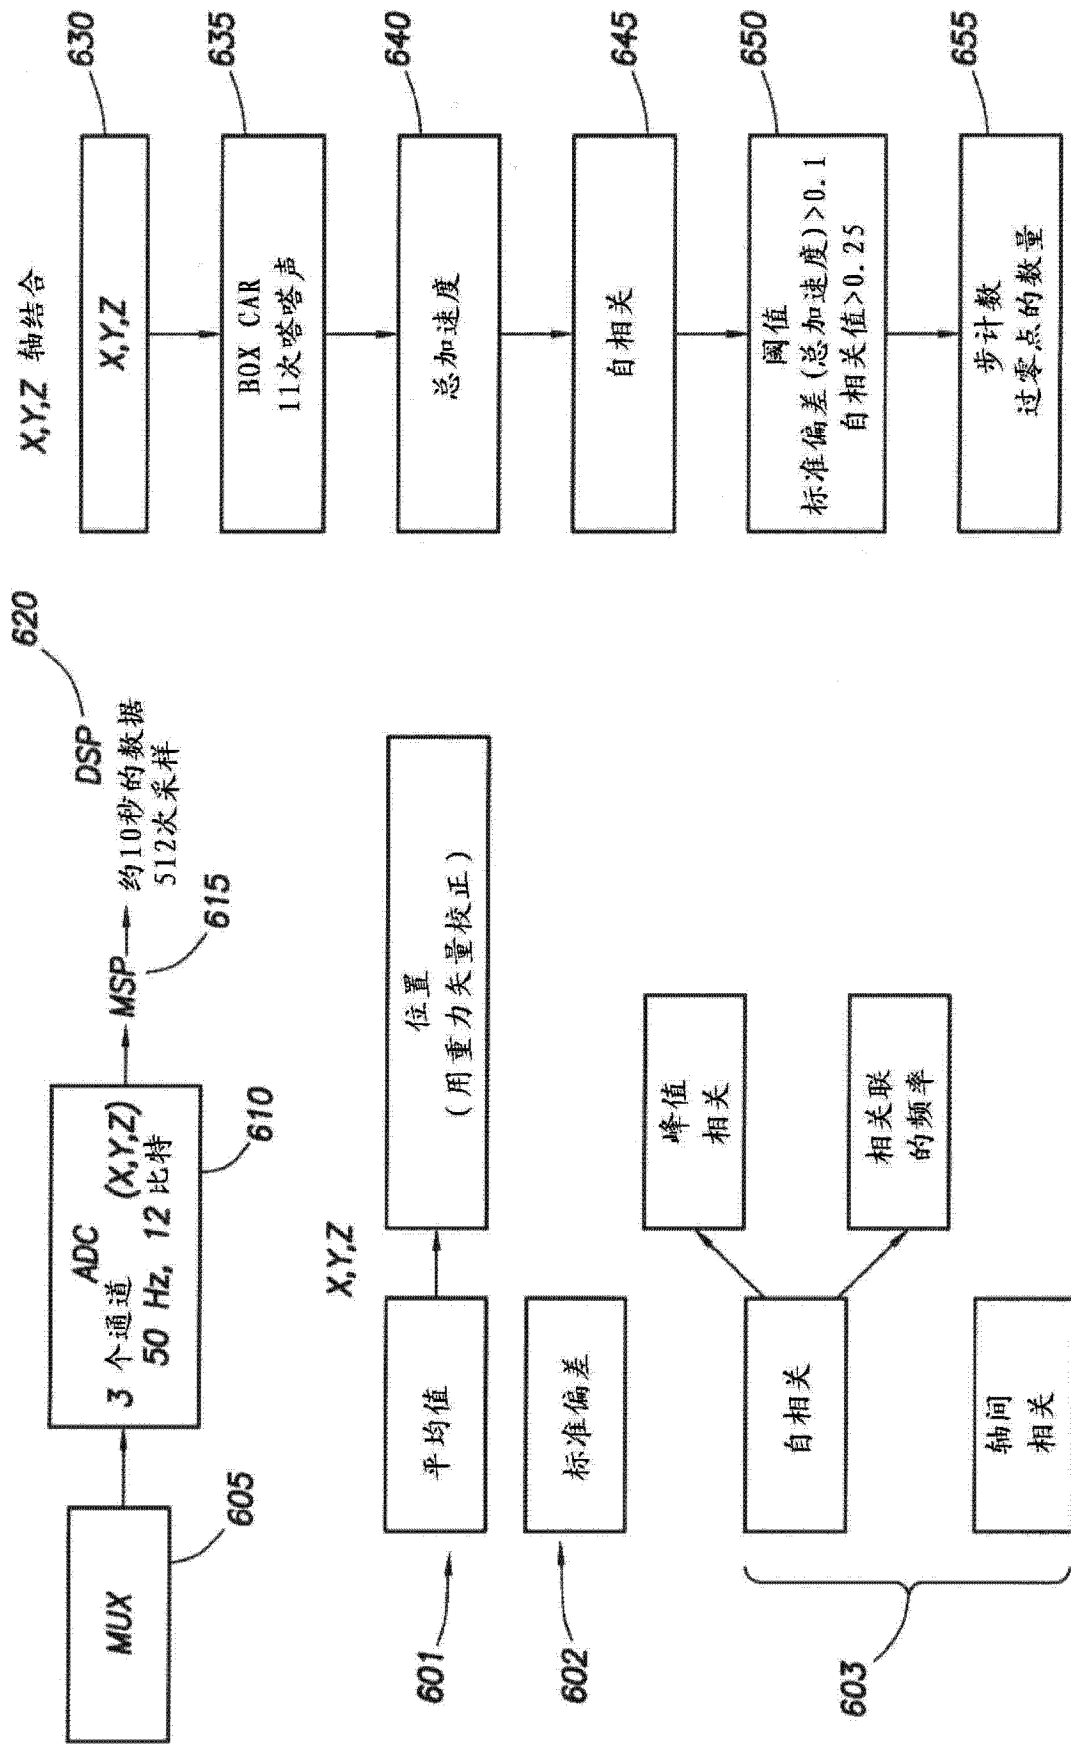 MUX
605
ADC
3 个通道 (X,Y,Z)
50 Hz, 12 比特
610
MSP
615
约10秒的数据
512次采样
DSP
620
X,Y,Z
601
平均值
位置
(用重力矢量校正)
602
标准偏差
603
自相关
峰值
相关
相关联
的频率
轴间
相关
X,Y,Z 轴结合
X,Y,Z
630
BOX CAR
11次嗒嗒声
635
总加速度
640
自相关
645
阈值
标准偏差(总加速度)>0.1
自相关值>0.25
650
步计数
过零点的数量
655